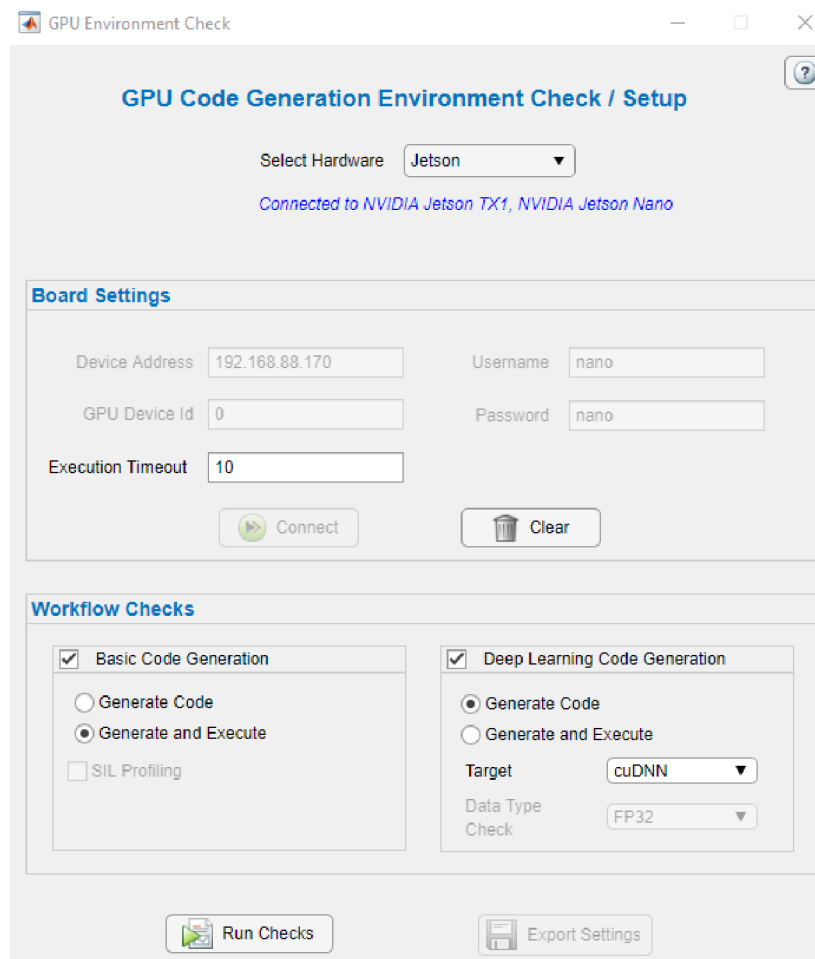 GPU Environment Check
?
GPU Code Generation Environment Check / Setup
Select Hardware Jetson
Connected to NVIDIA Jetson TX1, NVIDIA Jetson Nano
Board Settings
Device Address 192.168.88.170 Username nano
GPU Device Id 0 Password nano
Execution Timeout 10
Connect Clear
Workflow Checks
Basic Code Generation Deep Learning Code Generation
Generate Code Generate Code
Generate and Execute Generate and Execute
SIL Profiling Target cuDNN
Data Type
Check FP32
Run Checks Export Settings